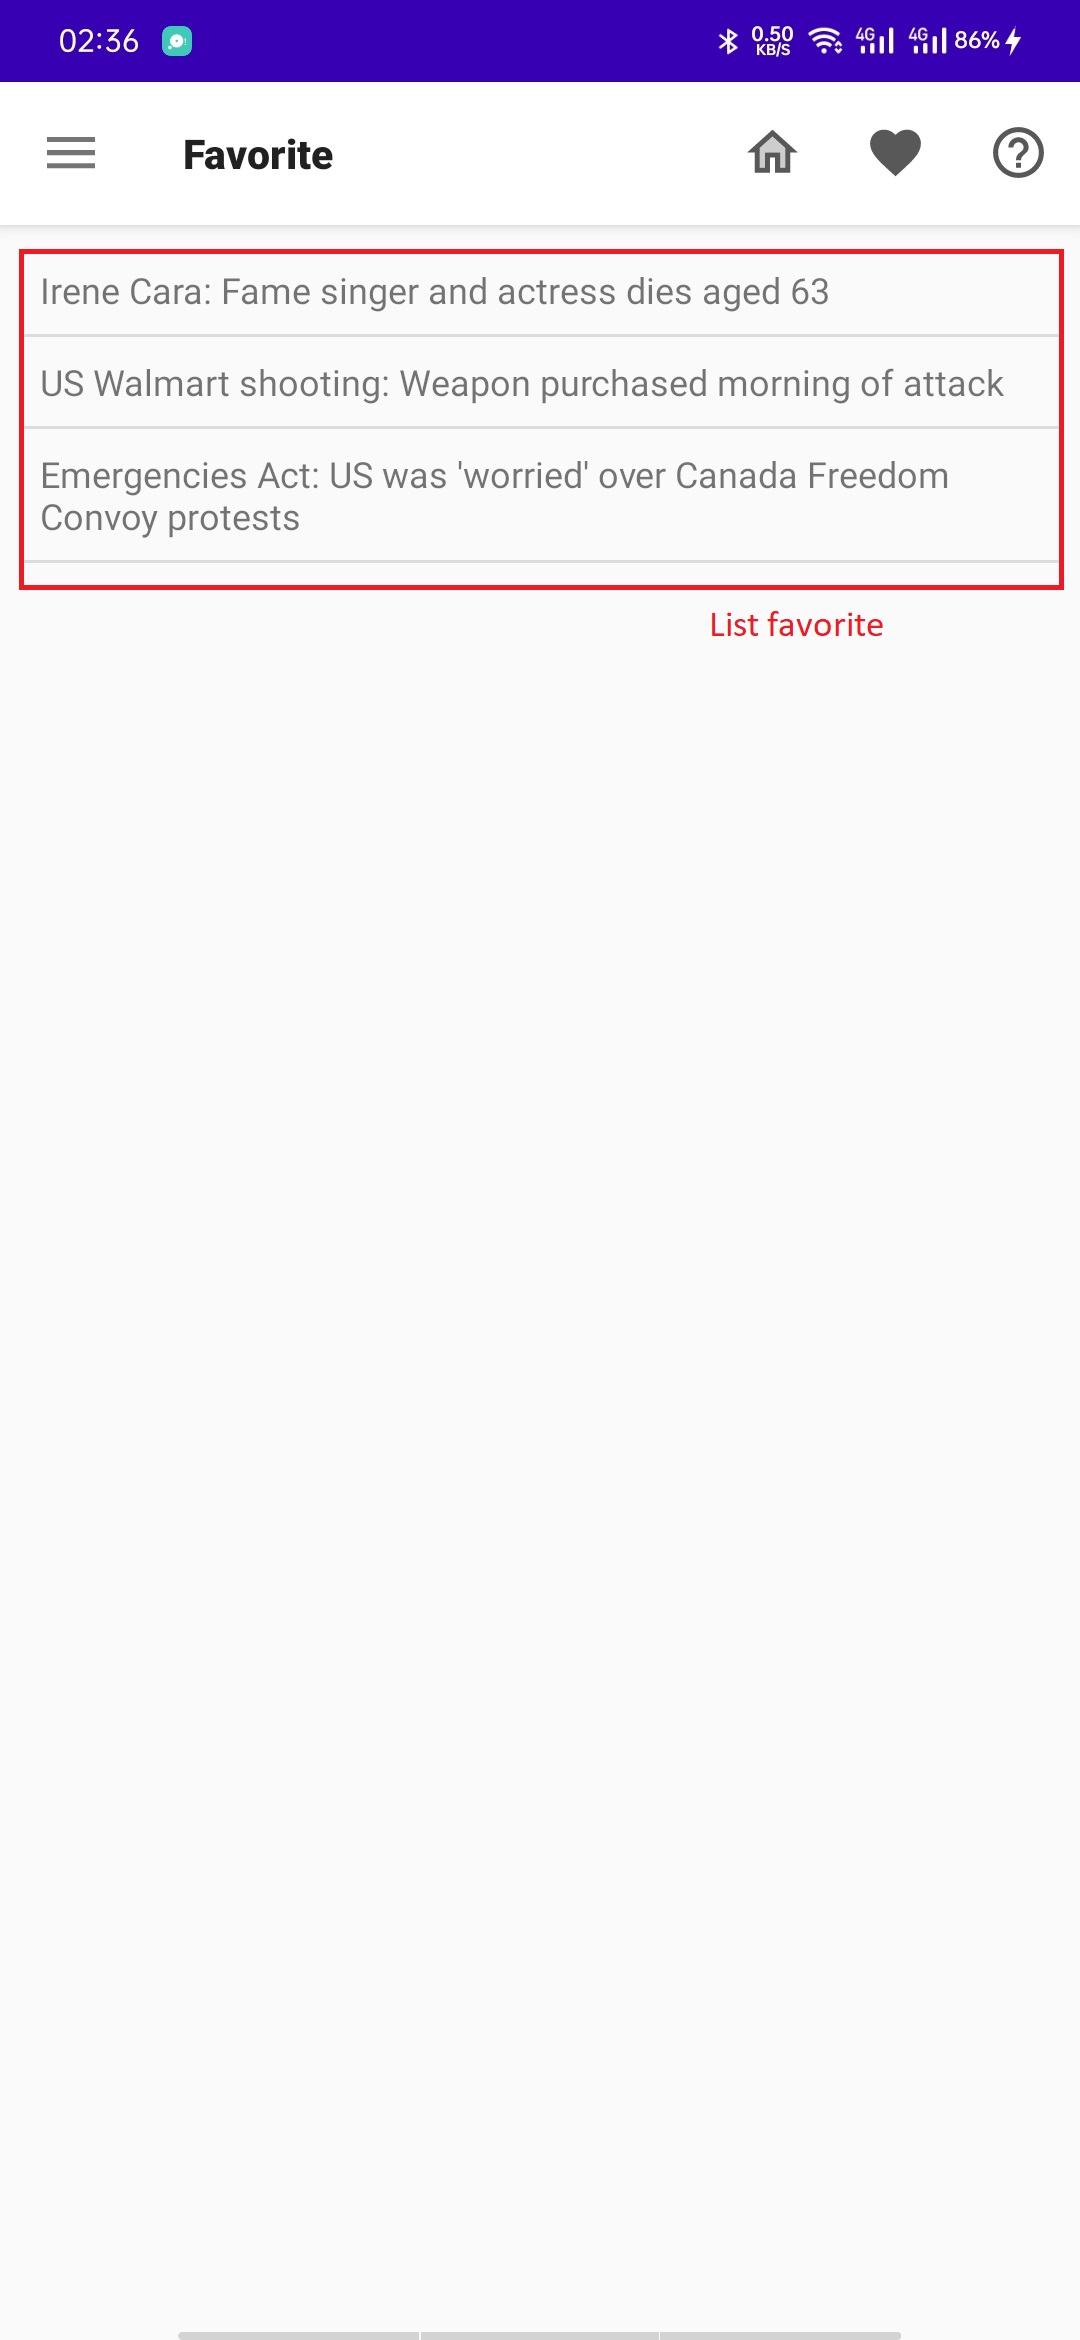 02:36
0.50
KB/S
4G
4G
86%
Favorite
Irene Cara: Fame singer and actress dies aged 63
US Walmart shooting: Weapon purchased morning of attack
Emergencies Act: US was 'worried' over Canada Freedom
Convoy protests
List favorite